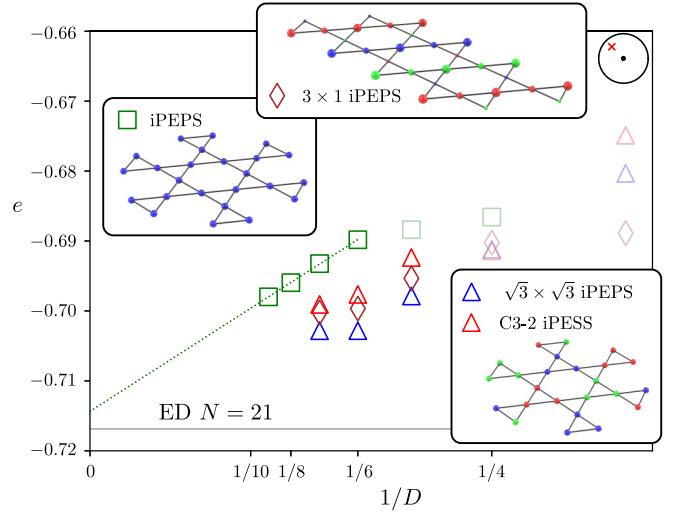 −0.66
−0.67
−0.68
−0.69
−0.70
−0.71
−0.72
e
3 × 1 iPEPS
iPEPS
√3 × √3 iPEPS
C3-2 iPESS
ED N = 21
0
1/10
1/8
1/6
1/4
1/D